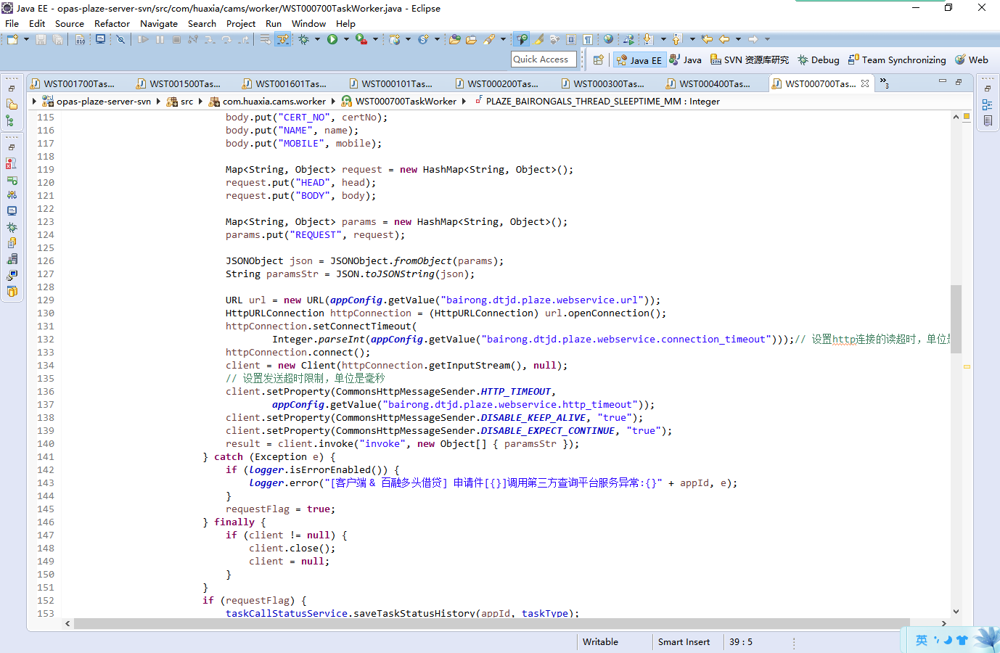 Java EE - opas-plaze-server-svn/src/com/huaxia/cams/worker/WST000700TaskWorker.java - Eclipse
File Edit Source Refactor Navigate Search Project Run Window Help
Quick Access Java EE Java SVN 资源库研究 Debug Team Synchronizing Web
WST001700Tas... WST001500Tas... WST001601Tas... WST000101Tas... WST000200Tas... WST000300Tas... WST000400Tas... WST000700Tas... »3
opas-plaze-server-svn src com.huaxia.cams.worker WST000700TaskWorker PLAZE_BAIRONGALS_THREAD_SLEEPTIME_MM : Integer
115 body.put("CERT_NO", certNo);
116 body.put("NAME", name);
117 body.put("MOBILE", mobile);
118
119 Map<String, Object> request = new HashMap<String, Object>();
120 request.put("HEAD", head);
121 request.put("BODY", body);
122
123 Map<String, Object> params = new HashMap<String, Object>();
124 params.put("REQUEST", request);
125
126 JSONObject json = JSONObject.fromObject(params);
127 String paramsStr = JSON.toJSONString(json);
128
129 URL url = new URL(appConfig.getValue("bairong.dtjd.plaze.webservice.url"));
130 HttpURLConnection httpConnection = (HttpURLConnection) url.openConnection();
131 httpConnection.setConnectTimeout(
132 Integer.parseInt(appConfig.getValue("bairong.dtjd.plaze.webservice.connection_timeout")));// 设置http连接的读超时，单位是
133 httpConnection.connect();
134 client = new Client(httpConnection.getInputStream(), null);
135 // 设置发送超时限制，单位是毫秒
136 client.setProperty(CommonsHttpMessageSender.HTTP_TIMEOUT,
137 appConfig.getValue("bairong.dtjd.plaze.webservice.http_timeout"));
138 client.setProperty(CommonsHttpMessageSender.DISABLE_KEEP_ALIVE, "true");
139 client.setProperty(CommonsHttpMessageSender.DISABLE_EXPECT_CONTINUE, "true");
140 result = client.invoke("invoke", new Object[] { paramsStr });
141 } catch (Exception e) {
142 if (logger.isErrorEnabled()) {
143 logger.error("[客户端 & 百融多头借贷] 申请件[{}]调用第三方查询平台服务异常:{}" + appId, e);
144 }
145 requestFlag = true;
146 } finally {
147 if (client != null) {
148 client.close();
149 client = null;
150 }
151 }
152 if (requestFlag) {
153 taskCallStatusService.saveTaskStatusHistory(appId, taskType);
Writable Smart Insert 39 : 5
英